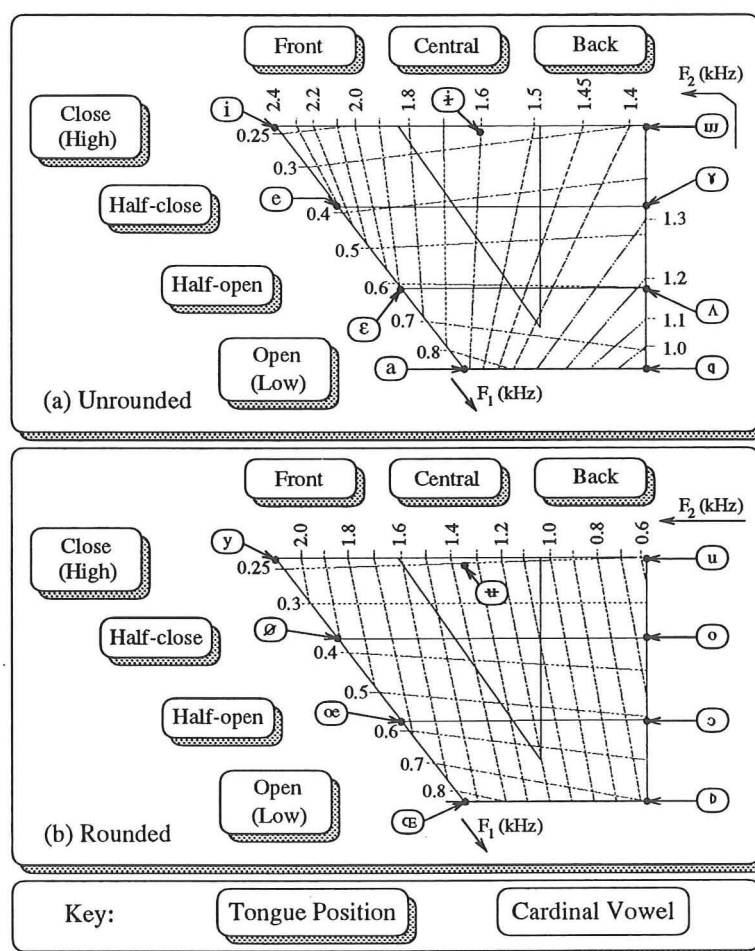 Front Central Back
F₂ (kHz)
2.4 2.2 2.0 1.8 1.6 1.5 1.45 1.4
Close
(High)
i ɨ ɯ
0.25
0.3
Half-close
e ɤ
0.4
1.3
0.5
Half-open
0.6
1.2
ɛ ʌ
0.7
1.1
Open
(Low)
0.8
1.0
a ɑ
F₁ (kHz)
(a) Unrounded
Front Central Back
F₂ (kHz)
2.0 1.8 1.6 1.4 1.2 1.0 0.8 0.6
Close
(High)
y ʉ u
0.25
0.3
Half-close
ø o
0.4
0.5
Half-open
œ ɔ
0.6
0.7
Open
(Low)
0.8
ɶ ɒ
F₁ (kHz)
(b) Rounded
Key: Tongue Position Cardinal Vowel